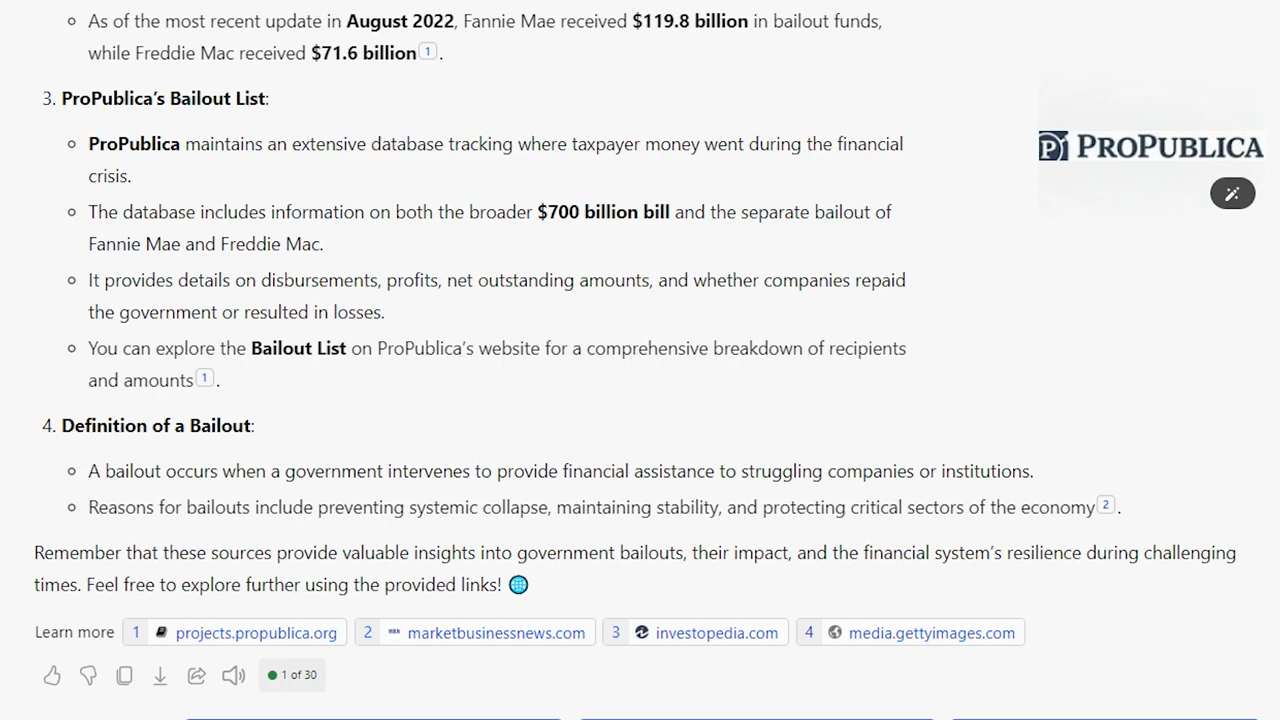 As of the most recent update in August 2022, Fannie Mae received $119.8 billion in bailout funds,
while Freddie Mac received $71.6 billion 1 .
3. ProPublica's Bailout List:
ProPublica maintains an extensive database tracking where taxpayer money went during the financial
crisis.
PROPUBLICA
The database includes information on both the broader $700 billion bill and the separate bailout of
Fannie Mae and Freddie Mac.
It provides details on disbursements, profits, net outstanding amounts, and whether companies repaid
the government or resulted in losses.
You can explore the Bailout List on ProPublica's website for a comprehensive breakdown of recipients
and amounts 1 .
4. Definition of a Bailout:
A bailout occurs when a government intervenes to provide financial assistance to struggling companies or institutions.
Reasons for bailouts include preventing systemic collapse, maintaining stability, and protecting critical sectors of the economy 2 .
Remember that these sources provide valuable insights into government bailouts, their impact, and the financial system's resilience during challenging
times. Feel free to explore further using the provided links! 🌐
Learn more 1 projects.propublica.org 2 marketbusinessnews.com 3 investopedia.com 4 media.gettyimages.com
1 of 30